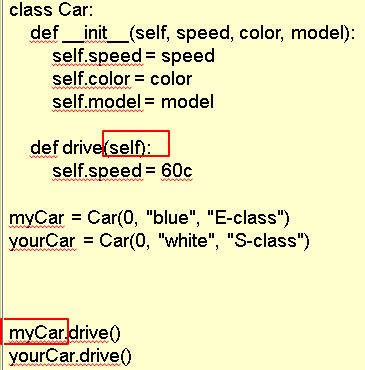 class Car:
def __init__(self, speed, color, model):
self.speed = speed
self.color = color
self.model = model
def drive(self):
self.speed = 60c
myCar = Car(0, "blue", "E-class")
yourCar = Car(0, "white", "S-class")
myCar.drive()
yourCar.drive()